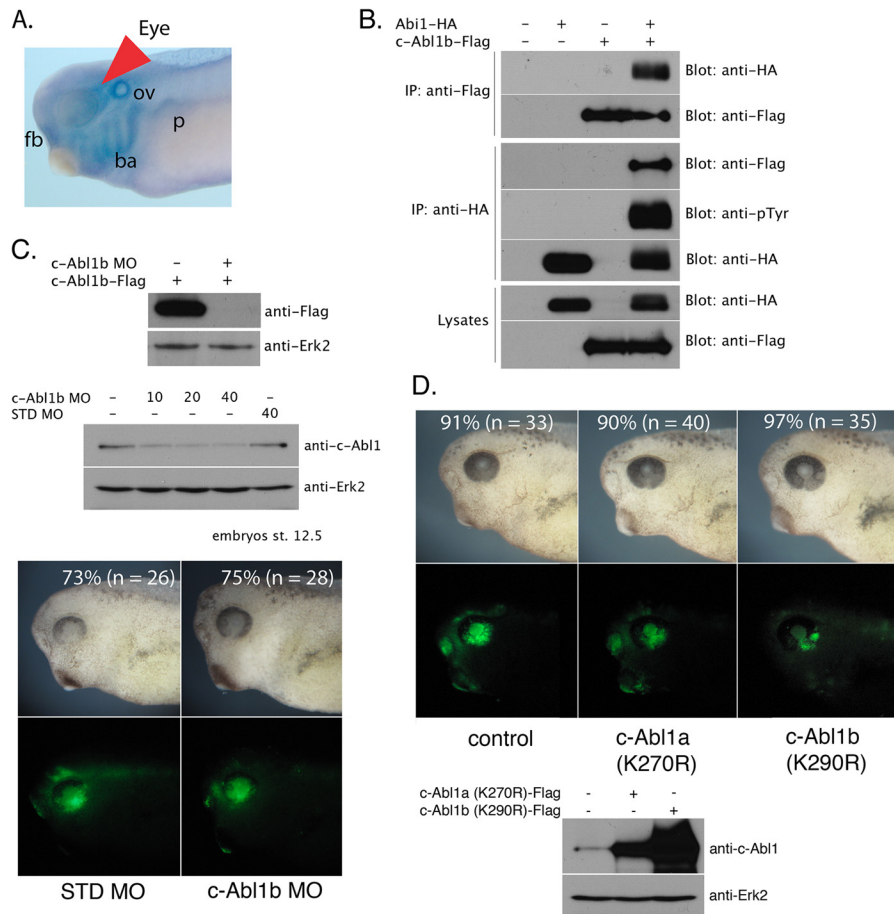 A.
Eye
ov
p
fb
ba
B.
Abi1-HA – + – +
c-Abl1b-Flag – – + +
IP: anti-Flag
Blot: anti-HA
Blot: anti-Flag
IP: anti-HA
Blot: anti-Flag
Blot: anti-pTyr
Blot: anti-HA
Lysates
Blot: anti-HA
Blot: anti-Flag
C.
c-Abl1b MO – +
c-Abl1b-Flag + +
anti-Flag
anti-Erk2
c-Abl1b MO – 10 20 40 –
STD MO – – – – 40
anti-c-Abl1
anti-Erk2
embryos st. 12.5
73% (n = 26)
75% (n = 28)
STD MO
c-Abl1b MO
D.
91% (n = 33)
90% (n = 40)
97% (n = 35)
control
c-Abl1a
(K270R)
c-Abl1b
(K290R)
c-Abl1a (K270R)-Flag – + -
c-Abl1b (K290R)-Flag – – +
anti-c-Abl1
anti-Erk2